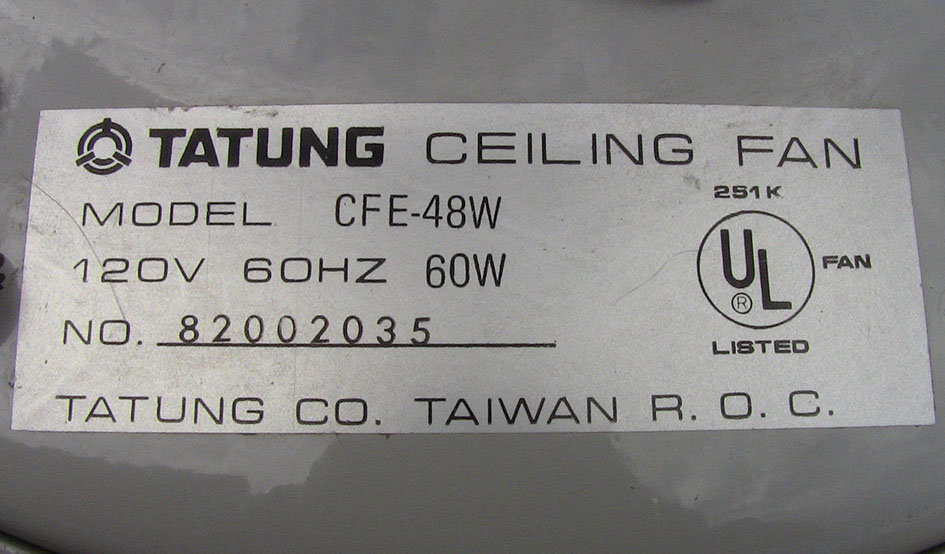 TATUNG CEILING FAN
MODEL CFE-48W
251K
120V 60HZ 60W
UL ® FAN
NO. 82002035
LISTED
TATUNG CO. TAIWAN R. O. C.